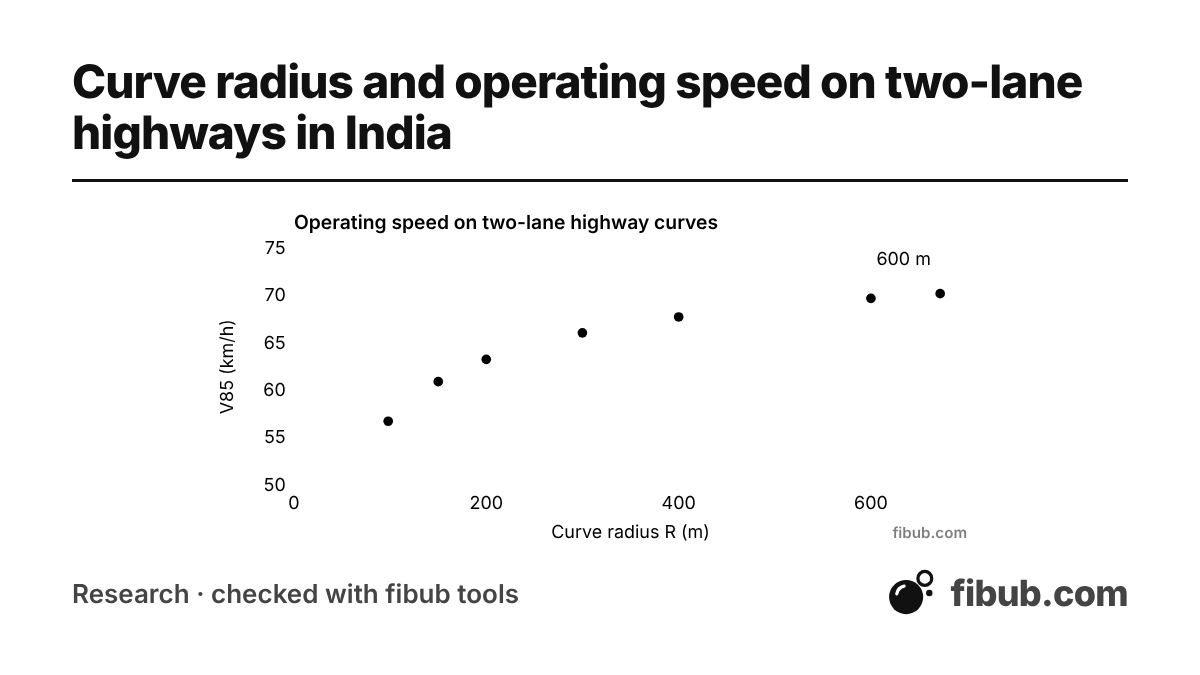 Curve radius and operating speed on two-lane
highways in India
Operating speed on two-lane highway curves
75
600 m
70
65
60
55
50
V85 (km/h)
0 200 400 600
Curve radius R (m)
fibub.com
Research · checked with fibub tools
fibub.com